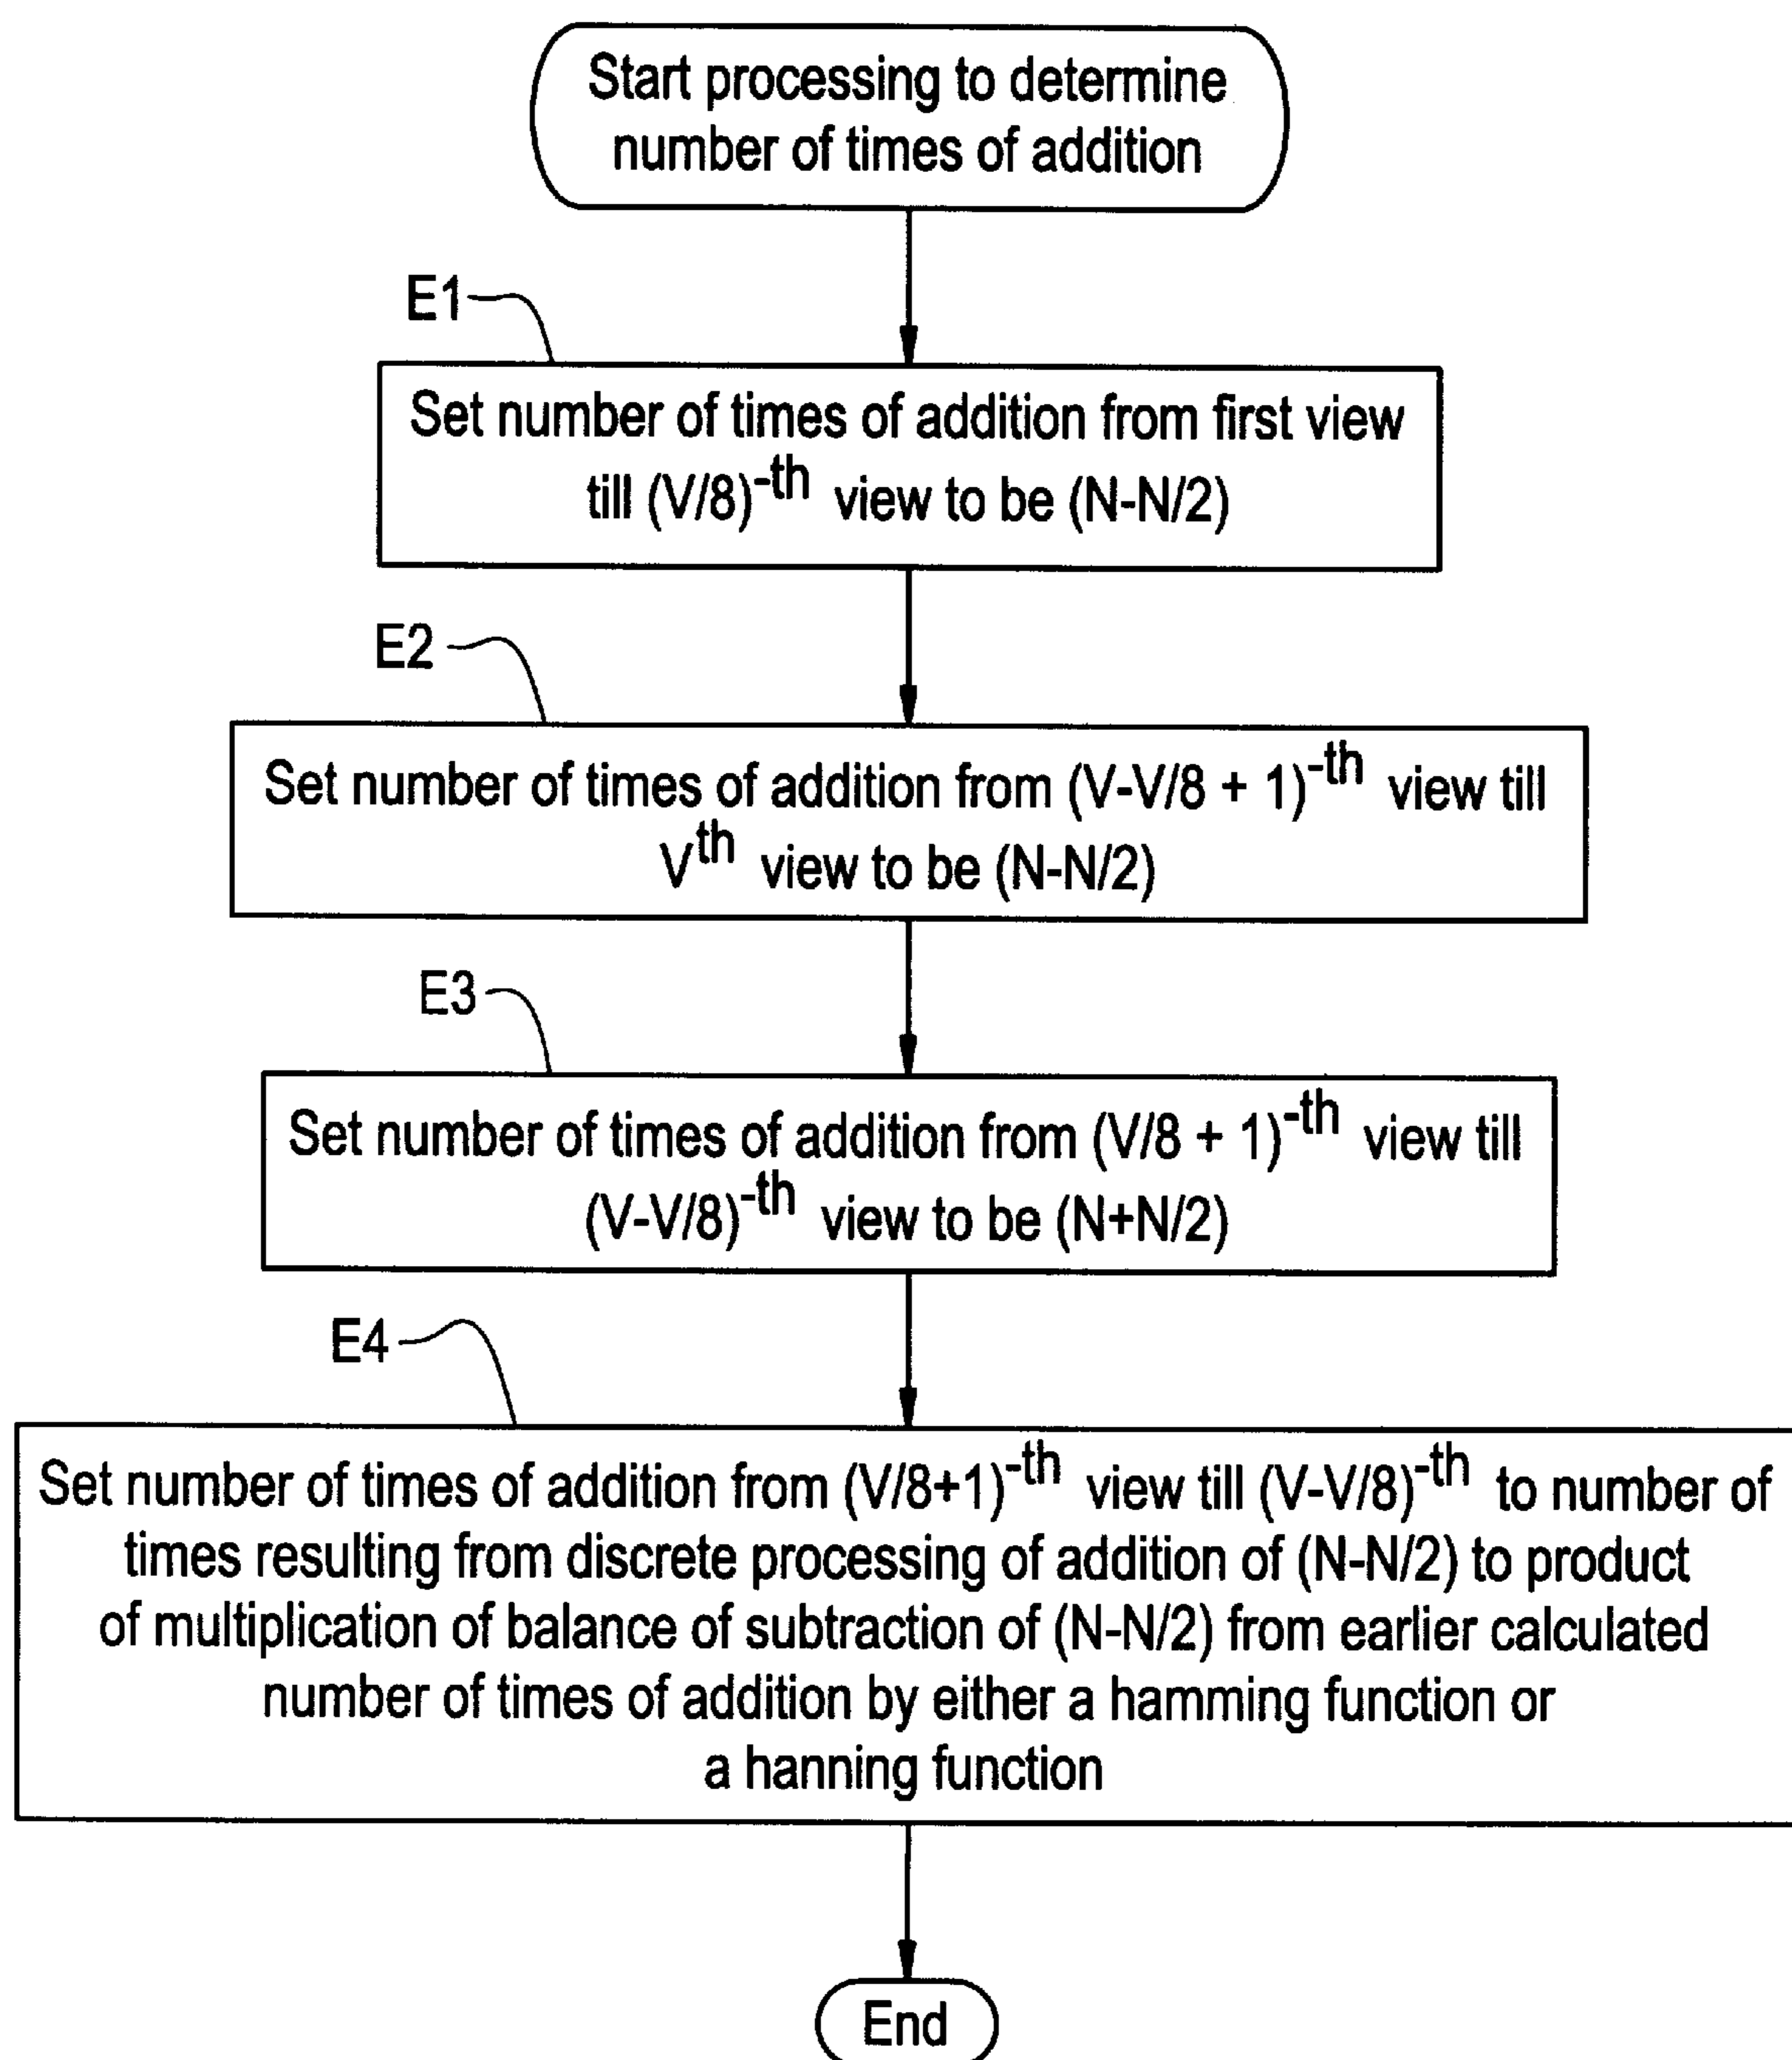 Start processing to determine
number of times of addition
E1
Set number of times of addition from first view
till (V/8)-th view to be (N-N/2)
E2
Set number of times of addition from (V-V/8 + 1)-th view till
Vth view to be (N-N/2)
E3
Set number of times of addition from (V/8 + 1)-th view till
(V-V/8)-th view to be (N+N/2)
E4
Set number of times of addition from (V/8+1)-th view till (V-V/8)-th to number of
times resulting from discrete processing of addition of (N-N/2) to product
of multiplication of balance of subtraction of (N-N/2) from earlier calculated
number of times of addition by either a hamming function or
a hanning function
End